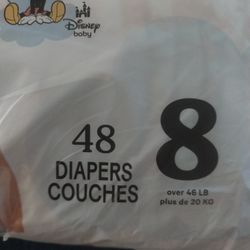 Disney
baby
48
DIAPERS
COUCHES
8
over 46 LB
plus de 20 KG